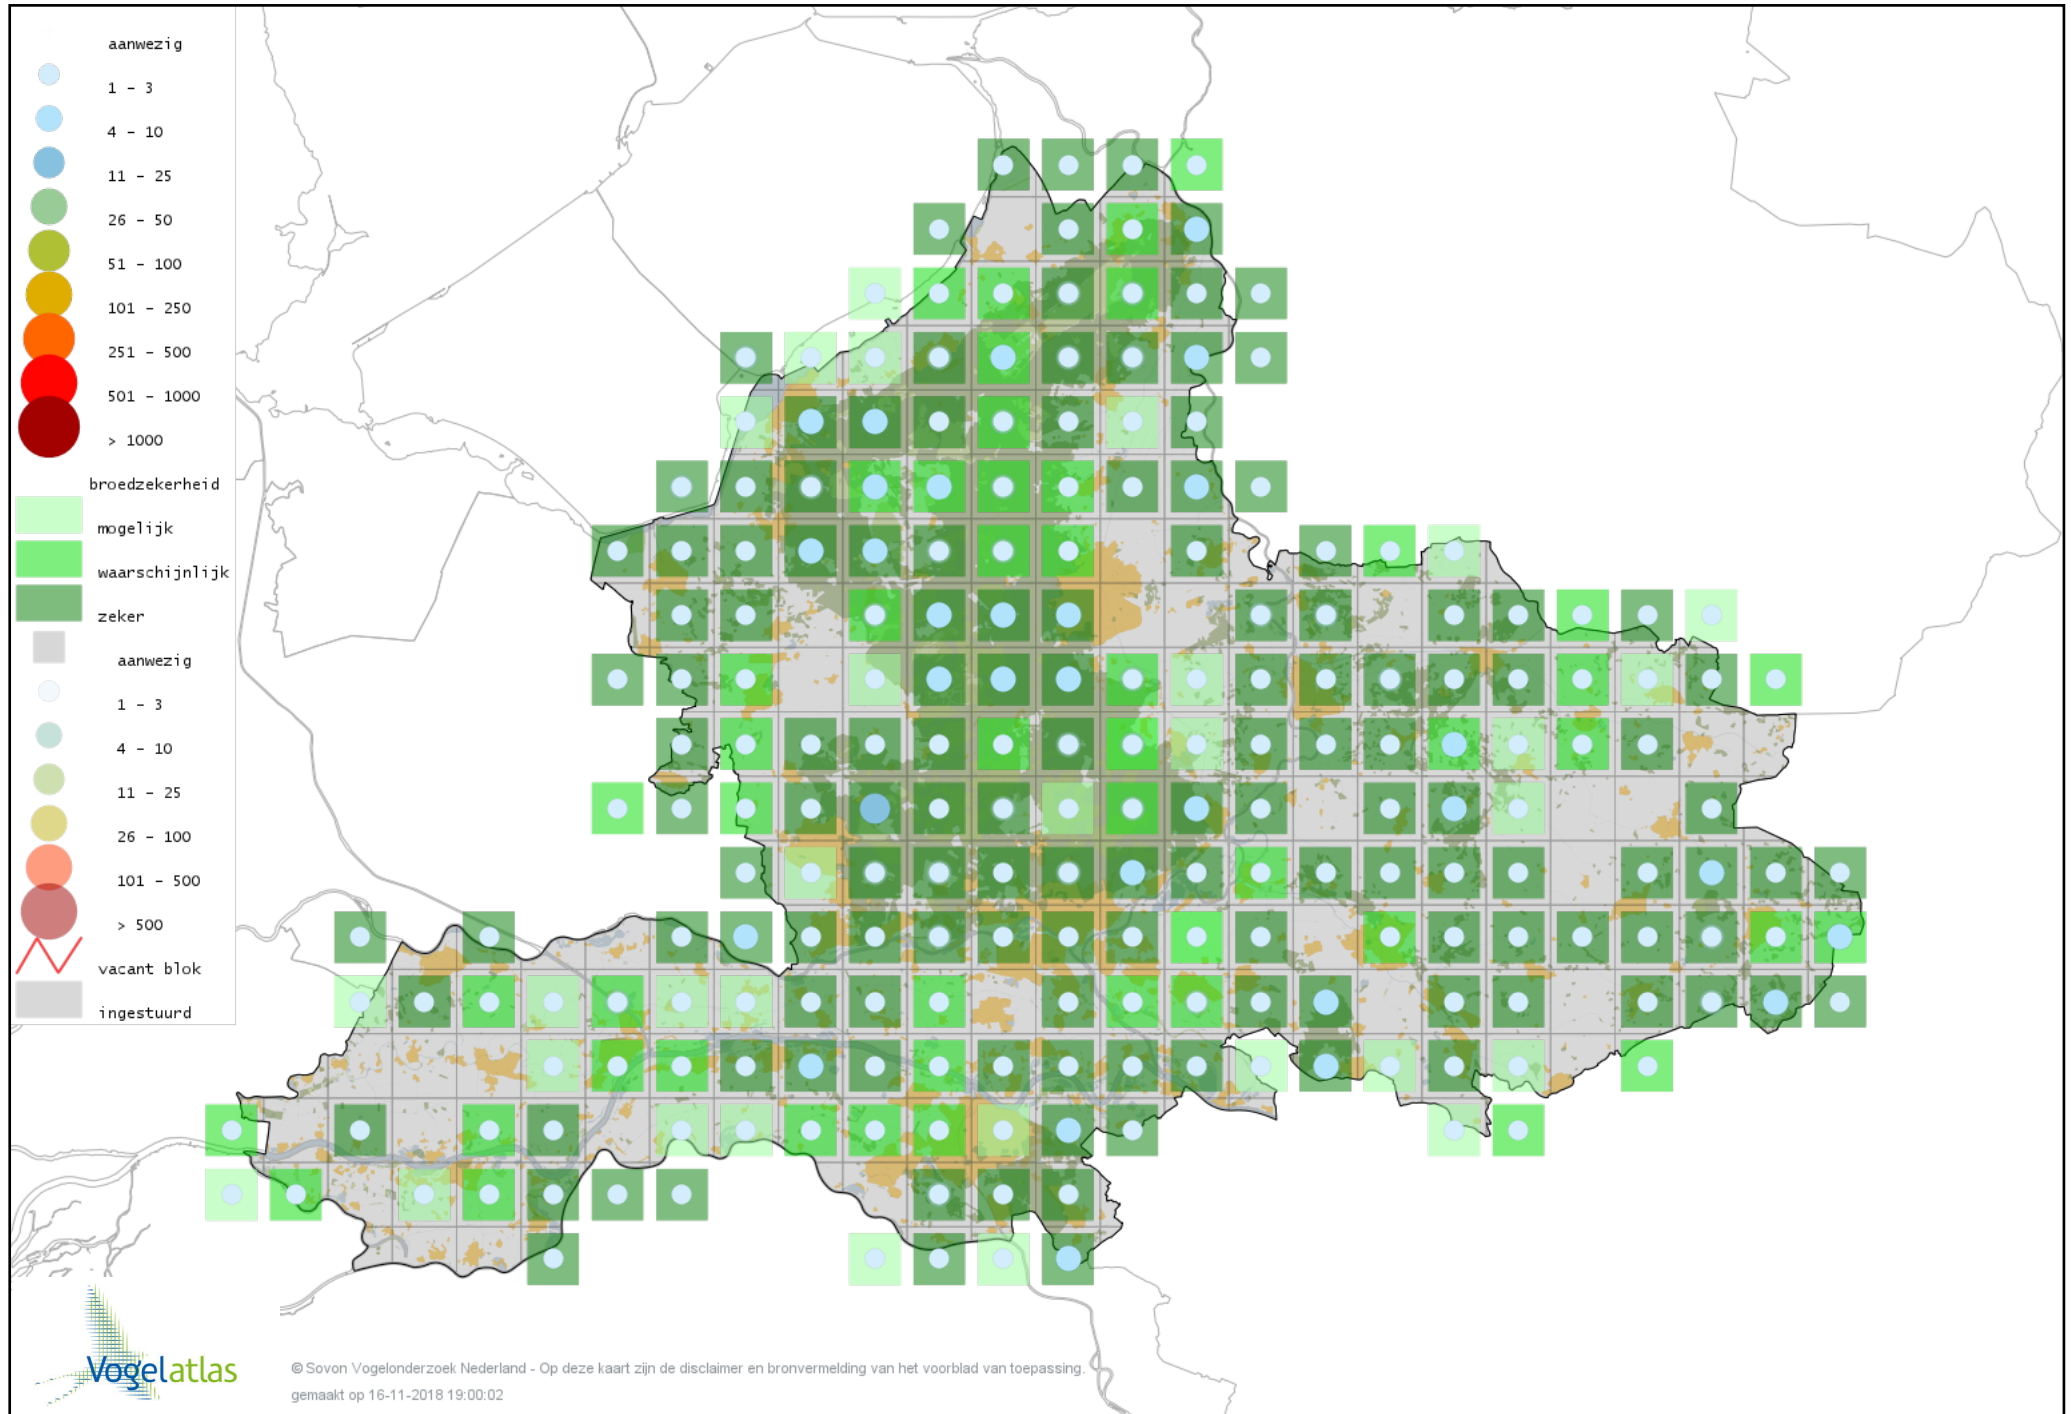 aanwezig
1 - 3
4 - 10
11 - 25
26 - 50
51 - 100
101 - 250
251 - 500
501 - 1000
> 1000
broedzekerheid
mogelijk
waarschijnlijk
zeker
aanwezig
1 - 3
4 - 10
11 - 25
26 - 100
101 - 500
> 500
vacant blok
ingestuurd
Vogelatlas
© Sovon Vogelonderzoek Nederland - Op deze kaart zijn de disclaimer en bronvermelding van het voorblad van toepassing.
gemaakt op 16-11-2018 19:00:02